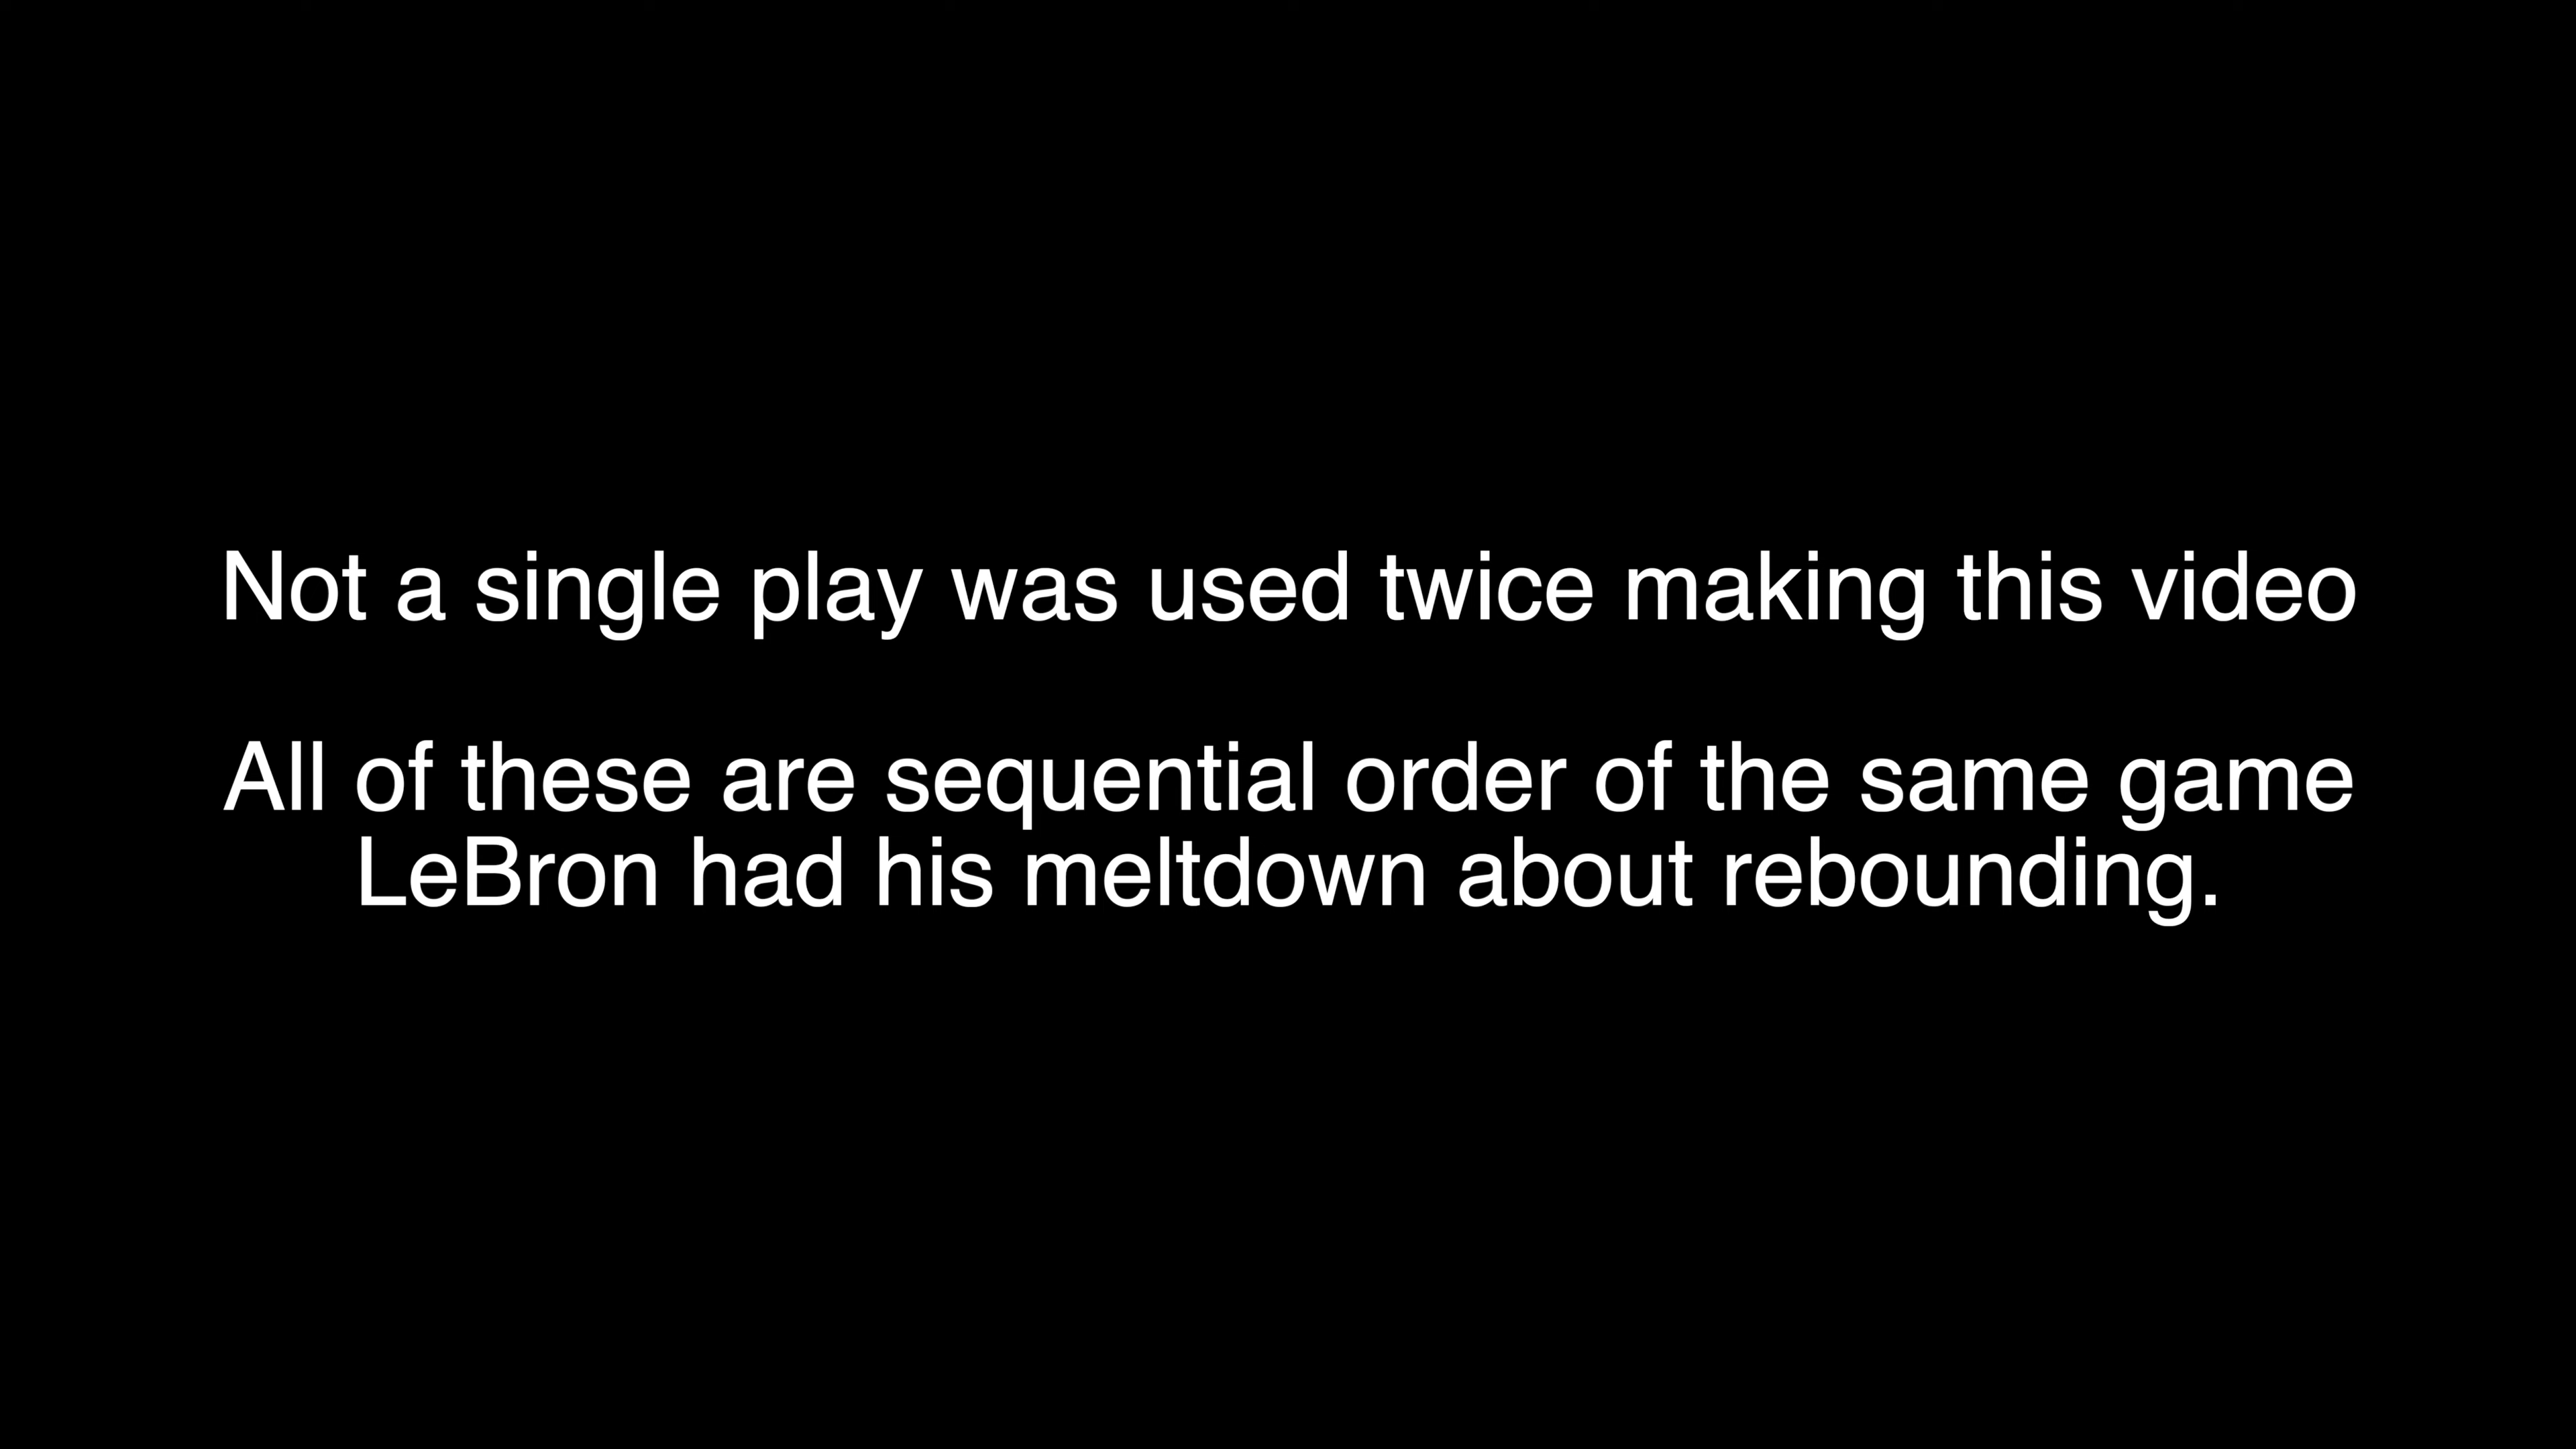 Not a single play was used twice making this video
All of these are sequential order of the same game
LeBron had his meltdown about rebounding.